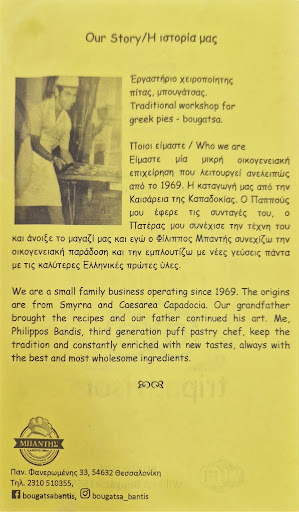 Our Story/Η ιστορία μας
Εργαστήριο χειροποίητης
πίτας, μπουγάτσας.
Traditional workshop for
greek pies - bougatsa.
Ποιοι είμαστε / Who we are
Είμαστε μία μικρή οικογενειακή
επιχείρηση που λειτουργεί ανελειπώς
από το 1969. Η καταγωγή μας από την
Καισάρεια της Καπαδοκίας. Ο Παππούς
μου έφερε τις συνταγές του, ο
Πατέρας μου συνέχισε την τέχνη του
και άνοιξε το μαγαζί μας και εγώ ο Φίλιππος Μπαντής συνεχίζω την
οικογενειακή παράδοση και την εμπλουτίζω με νέες γεύσεις πάντα
με τις καλύτερες Ελληνικές πρώτες ύλες.
We are a small family business operating since 1969. The origins
are from Smyrna and Caesarea Capadocia. Our grandfather
brought the recipes and our father continued his art. Me,
Philippos Bandis, third generation puff pastry chef, keep the
tradition and constantly enriched with new tastes, always with
the best and most wholesome ingredients.
ΜΠΑΝΤΗΣ
Παν. Φανερωμένης 33, 54632 Θεσσαλονίκη
Τηλ. 2310 510355,
bougatsabantis, bougatsa_bantis